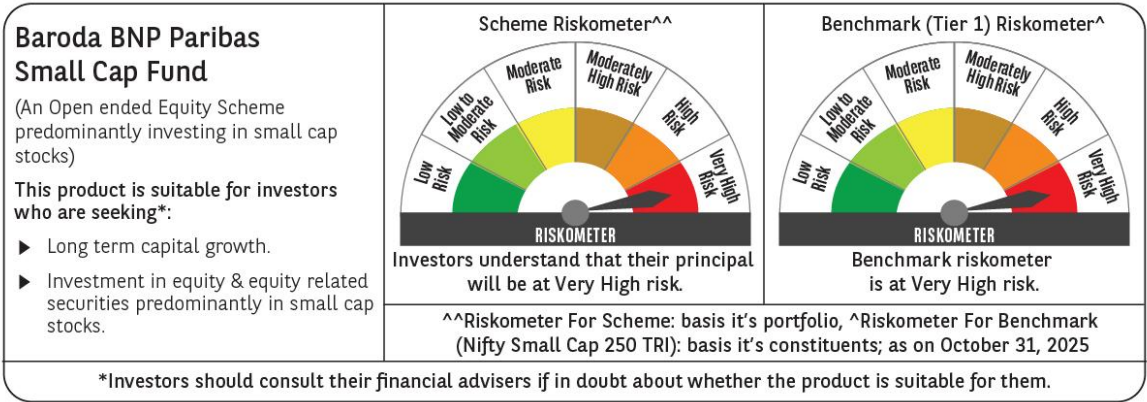 Baroda BNP Paribas
Small Cap Fund
(An Open ended Equity Scheme
predominantly investing in small cap
stocks)
This product is suitable for investors
who are seeking*:
▶ Long term capital growth.
▶ Investment in equity & equity related
securities predominantly in small cap
stocks.
Scheme Riskometer^^
Low
Risk
Low to
Moderate
Risk
Moderate
Risk
Moderately
High Risk
High
Risk
Very High
Risk
RISKOMETER
Investors understand that their principal
will be at Very High risk.
Benchmark (Tier 1) Riskometer^
Low
Risk
Low to
Moderate
Risk
Moderate
Risk
Moderately
High Risk
High
Risk
Very High
Risk
RISKOMETER
Benchmark riskometer
is at Very High risk.
^^Riskometer For Scheme: basis it's portfolio, ^Riskometer For Benchmark
(Nifty Small Cap 250 TRI): basis it's constituents; as on October 31, 2025
*Investors should consult their financial advisers if in doubt about whether the product is suitable for them.